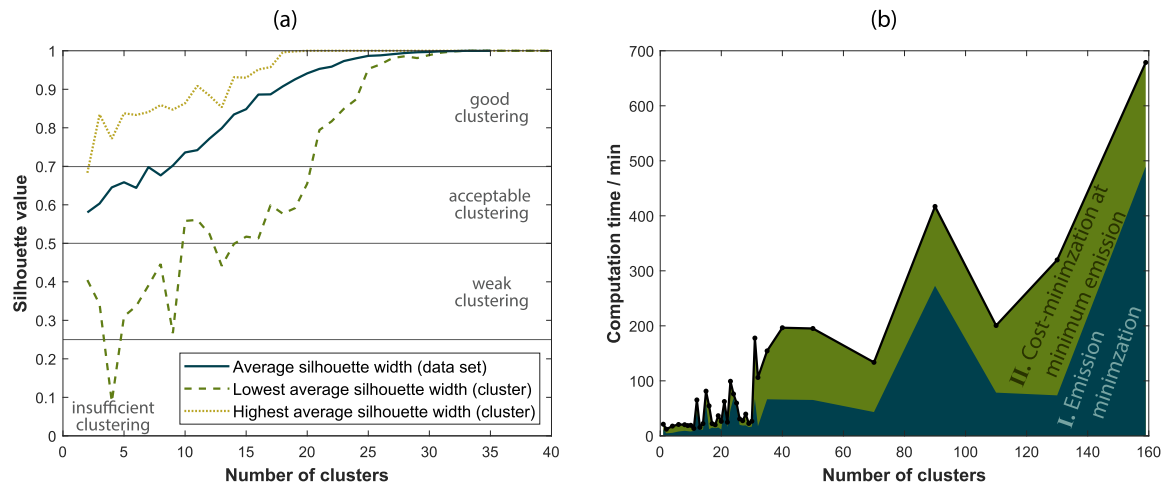 (a)
1
0.9
0.8
0.7
0.6
0.5
0.4
0.3
0.2
0.1
0
Silhouette value
good
clustering
acceptable
clustering
weak
clustering
insufficient
clustering
Average silhouette width (data set)
Lowest average silhouette width (cluster)
Highest average silhouette width (cluster)
0 5 10 15 20 25 30 35 40
Number of clusters
(b)
700
600
500
400
300
200
100
0
Computation time / min
II. Cost-minimzation at
minimum emission
I. Emission
minimzation
0 20 40 60 80 100 120 140 160
Number of clusters